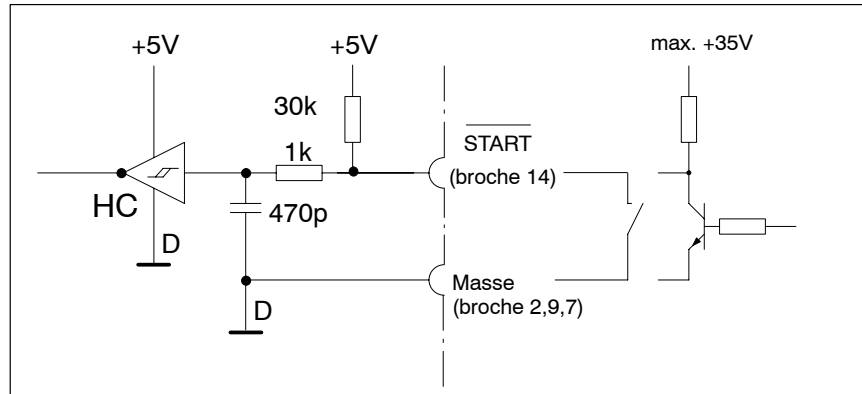 +5V
+5V
max. +35V
30k
START
1k
(broche 14)
HC
470p
D
Masse
(broche 2,9,7)
D